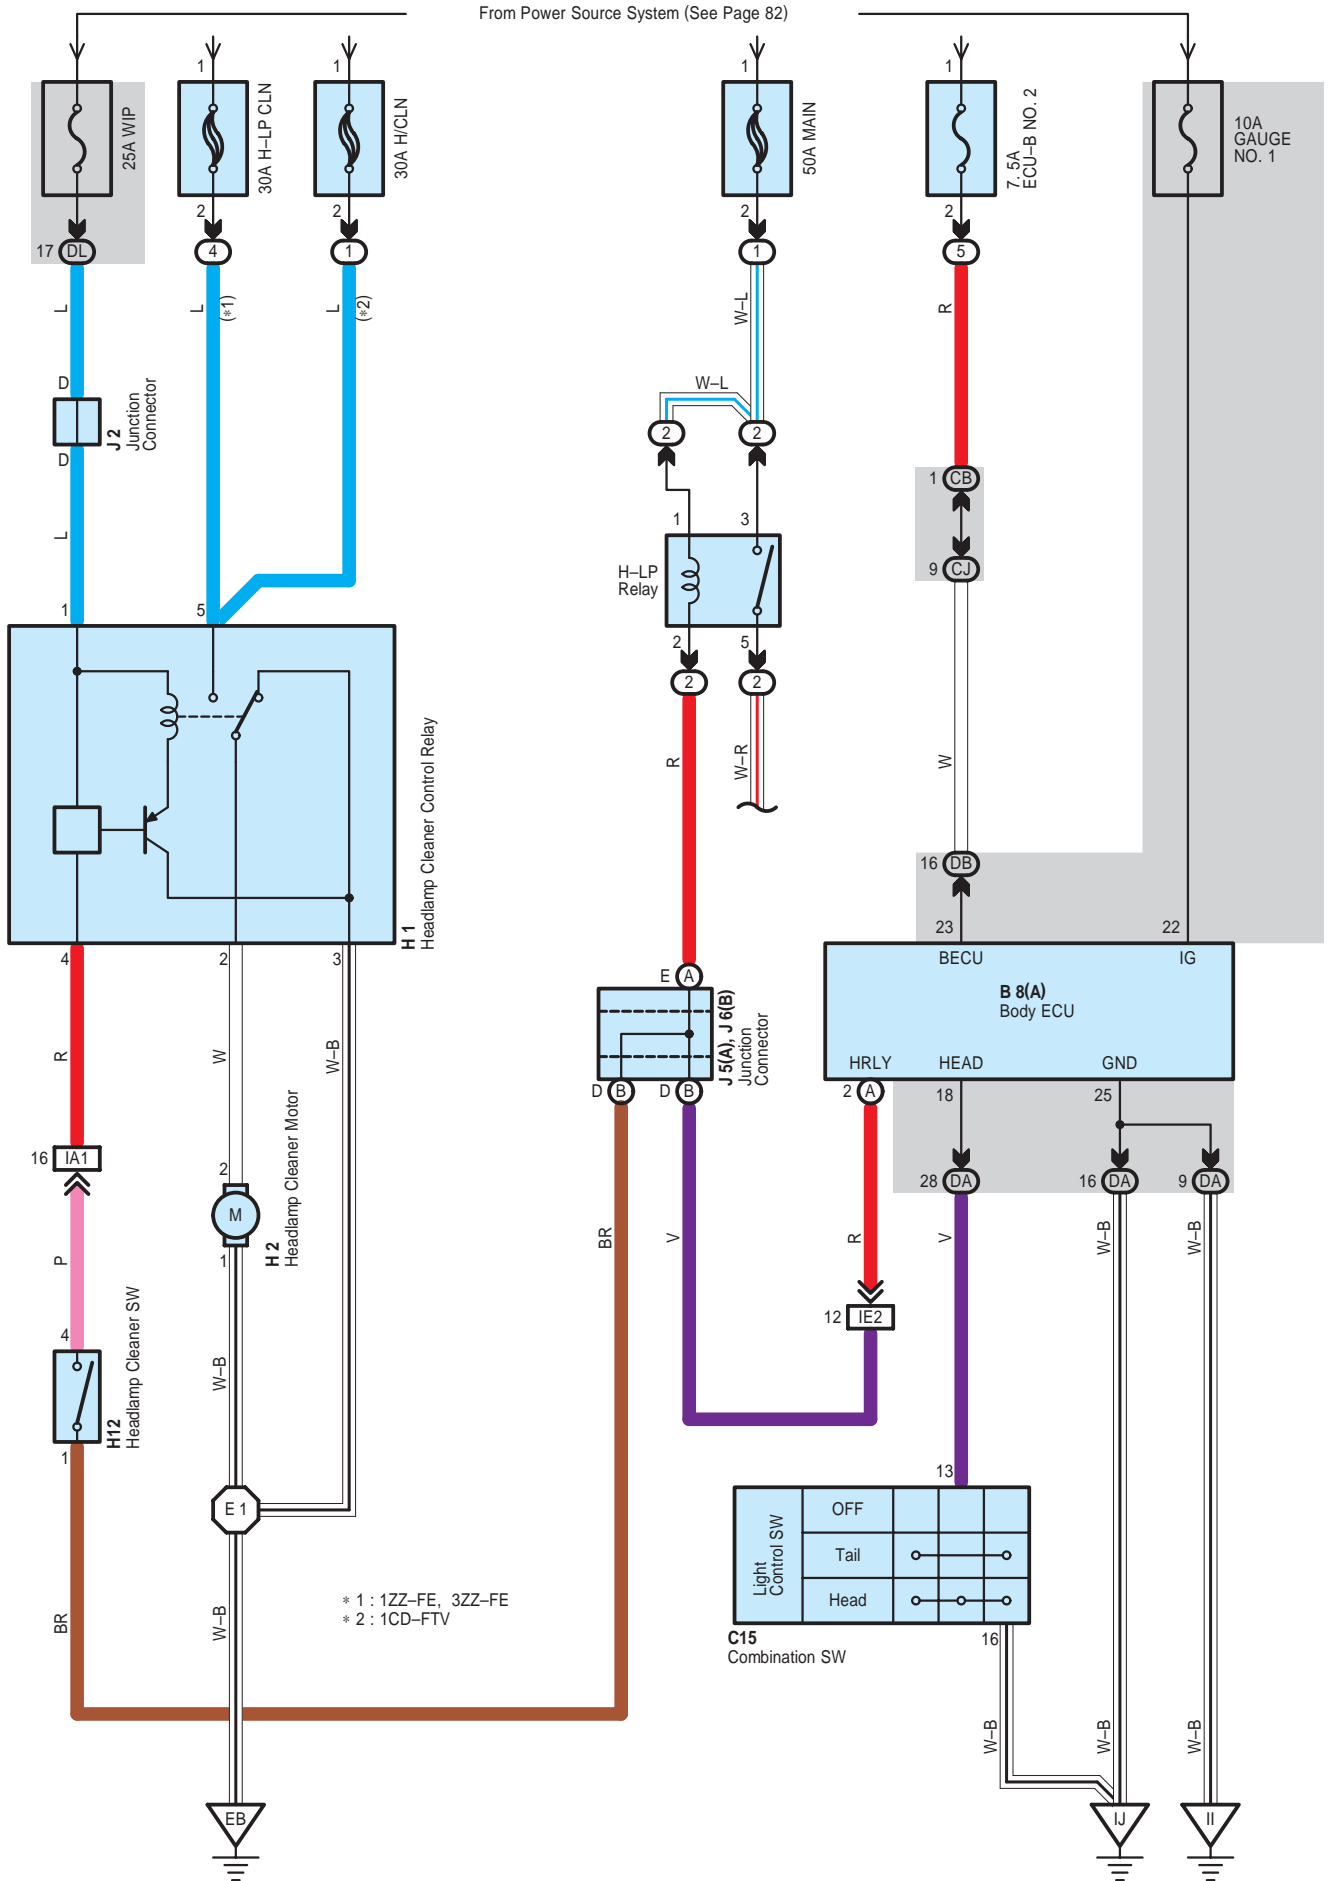 From Power Source System (See Page 82)
1
1
1
1
25A WIP
30A H–LP CLN
30A H/CLN
50A MAIN
7. 5A
ECU–B NO. 2
10A
GAUGE
NO. 1
2
2
2
2
17 DL
4
1
1
5
L
L
(*1)
L
(*2)
W–L
R
D
W–L
J 2
Junction
Connector
2
2
D
1 CB
L
1
3
H–LP
Relay
9 CJ
1
5
2
5
2
2
H 1
Headlamp Cleaner Control Relay
R
W–R
W
16 DB
23
22
4
2
3
BECU
IG
E A
B 8(A)
Body ECU
J 5(A), J 6(B)
Junction
Connector
R
W
W–B
HRLY
HEAD
GND
D B
D B
2 A
18
25
16 IA1
2
28 DA
16 DA
9 DA
M
H 2
Headlamp Cleaner Motor
BR
V
R
V
W–B
W–B
P
1
12 IE2
4
H12
Headlamp Cleaner SW
W–B
1
13
E 1
Light
Control SW
OFF
Tail
Head
* 1 : 1ZZ–FE, 3ZZ–FE
* 2 : 1CD–FTV
BR
W–B
C15
Combination SW
16
W–B
W–B
W–B
EB
IJ
II